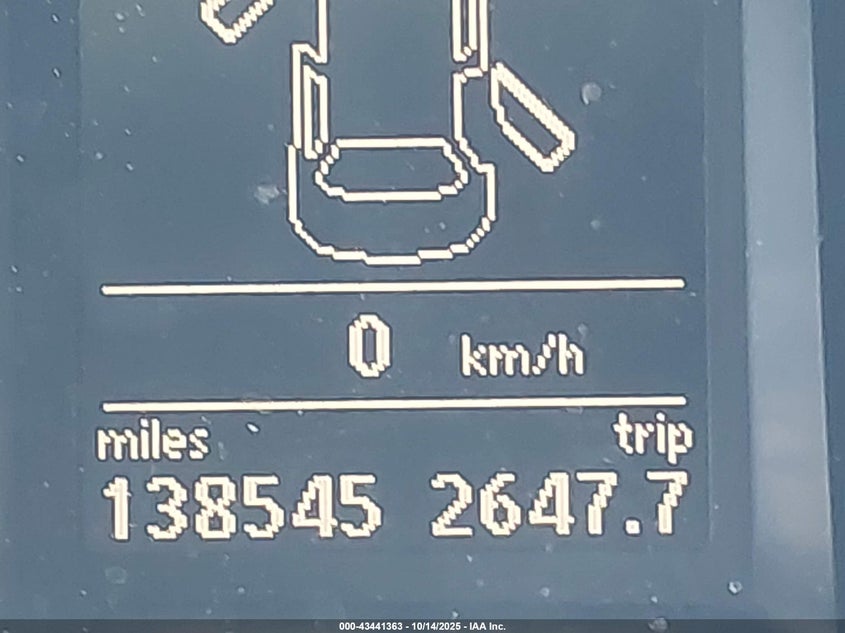 0 km/h
miles trip
138545 2647.7
000-43441363 - 10/14/2025 - IAA Inc.